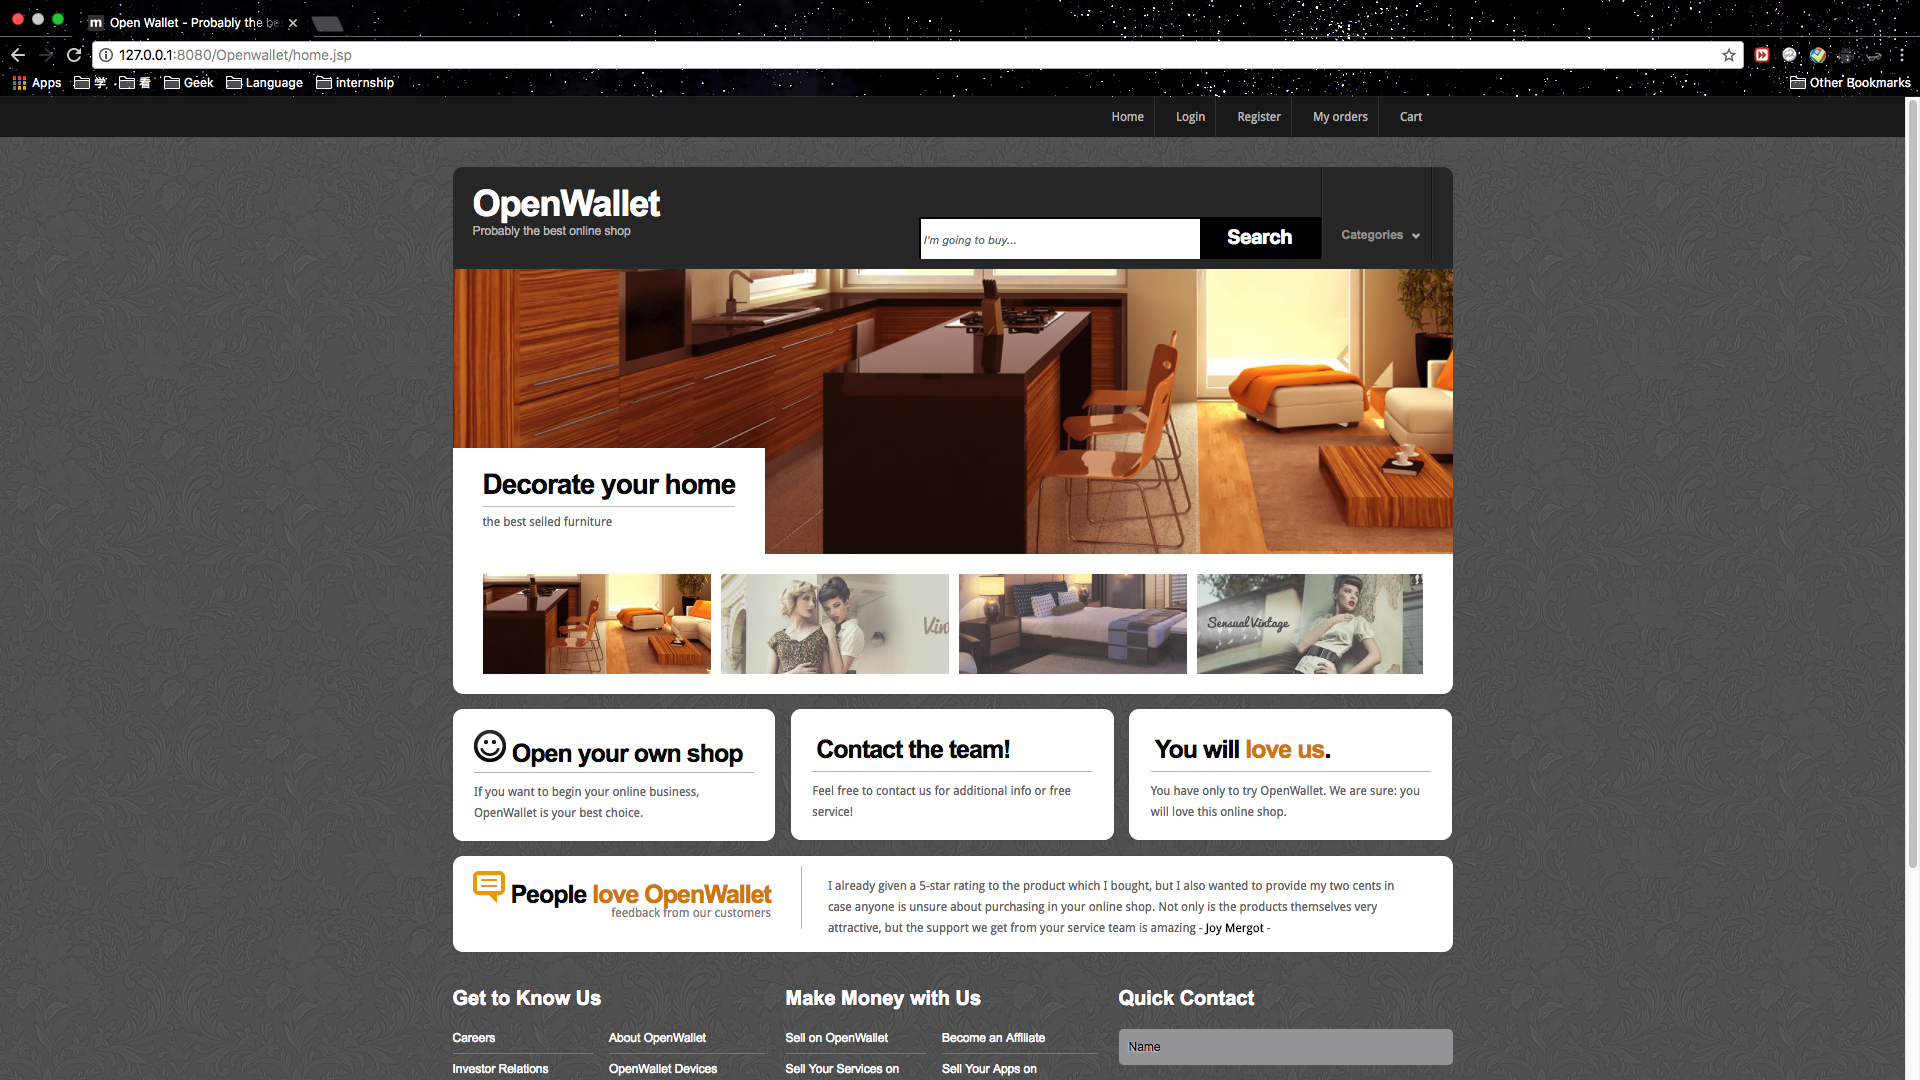 m Open Wallet - Probably the be
127.0.0.1:8080/Openwallet/home.jsp
Apps 学 看 Geek Language internship Other Bookmarks
Home Login Register My orders Cart
OpenWallet
Probably the best online shop
I'm going to buy... Search Categories
Decorate your home
the best selled furniture
Vin
Sensual Vintage
Open your own shop
If you want to begin your online business,
OpenWallet is your best choice.
Contact the team!
Feel free to contact us for additional info or free
service!
You will love us.
You have only to try OpenWallet. We are sure: you
will love this online shop.
People love OpenWallet
feedback from our customers
I already given a 5-star rating to the product which I bought, but I also wanted to provide my two cents in
case anyone is unsure about purchasing in your online shop. Not only is the products themselves very
attractive, but the support we get from your service team is amazing - Joy Mergot -
Get to Know Us
Careers About OpenWallet
Investor Relations OpenWallet Devices
Make Money with Us
Sell on OpenWallet Become an Affiliate
Sell Your Services on Sell Your Apps on
Quick Contact
Name